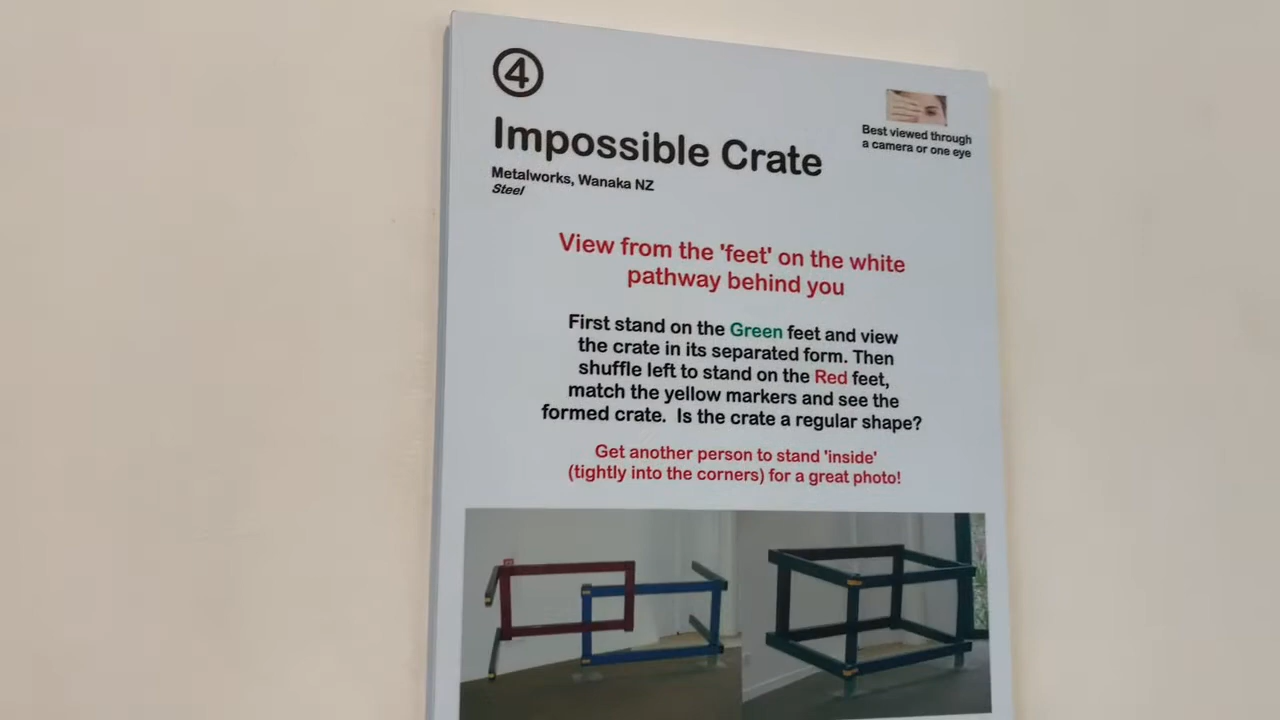 4
Impossible Crate
Metalworks, Wanaka NZ
Steel
Best viewed through
a camera or one eye
View from the 'feet' on the white
pathway behind you
First stand on the Green feet and view
the crate in its separated form. Then
shuffle left to stand on the Red feet,
match the yellow markers and see the
formed crate.  Is the crate a regular shape?
Get another person to stand 'inside'
(tightly into the corners) for a great photo!